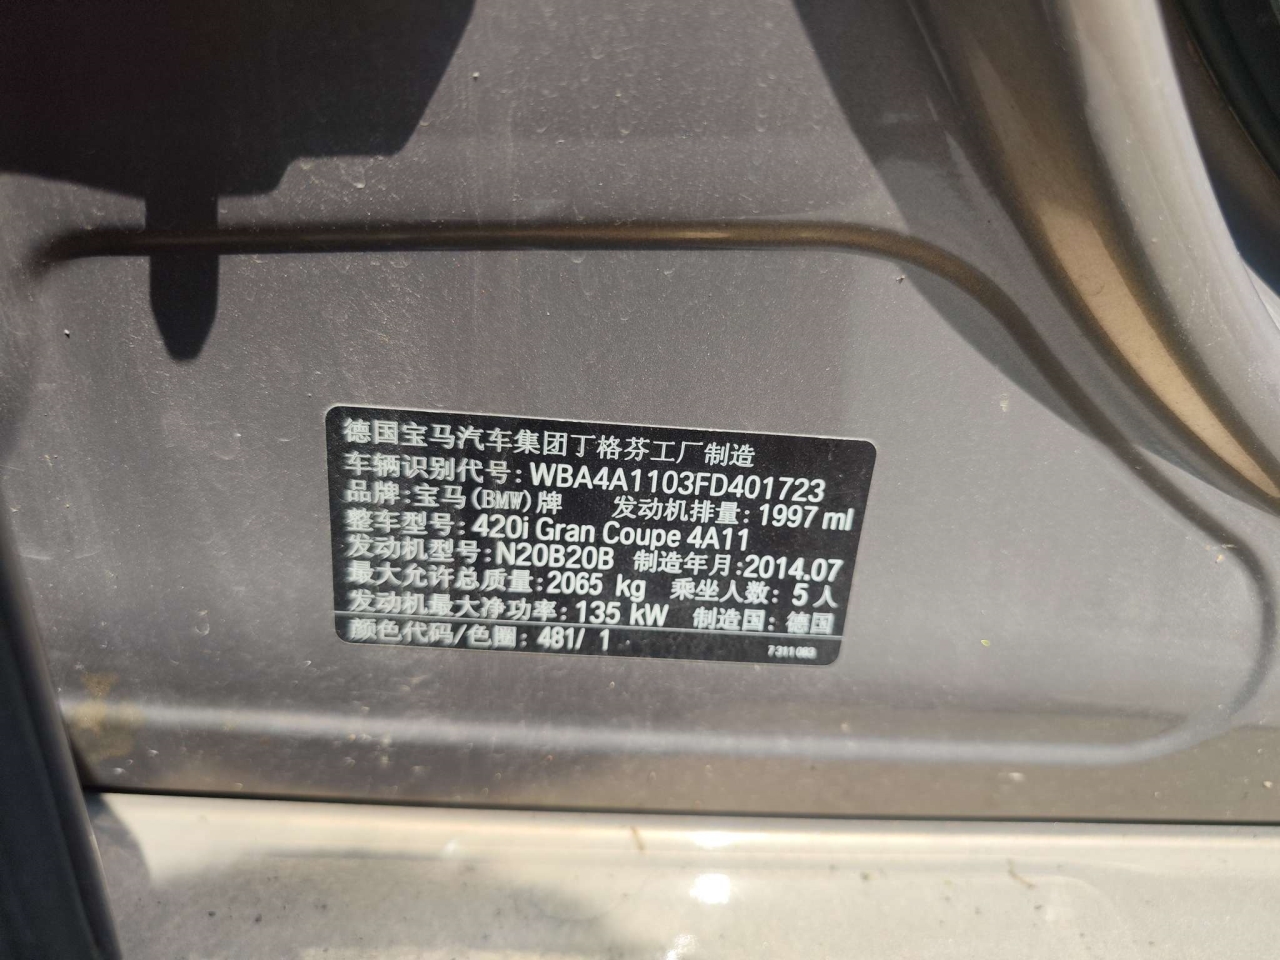 德国宝马汽车集团丁格芬工厂制造
车辆识别代号: WBA4A1103FD401723
品牌: 宝马(BMW)牌 发动机排量: 1997 ml
整车型号: 420i Gran Coupe 4A11
发动机型号: N20B20B 制造年月: 2014.07
最大允许总质量: 2065 kg 乘坐人数: 5人
发动机最大净功率: 135 kW 制造国: 德国
颜色代码/色圈: 481/ 1 7311083